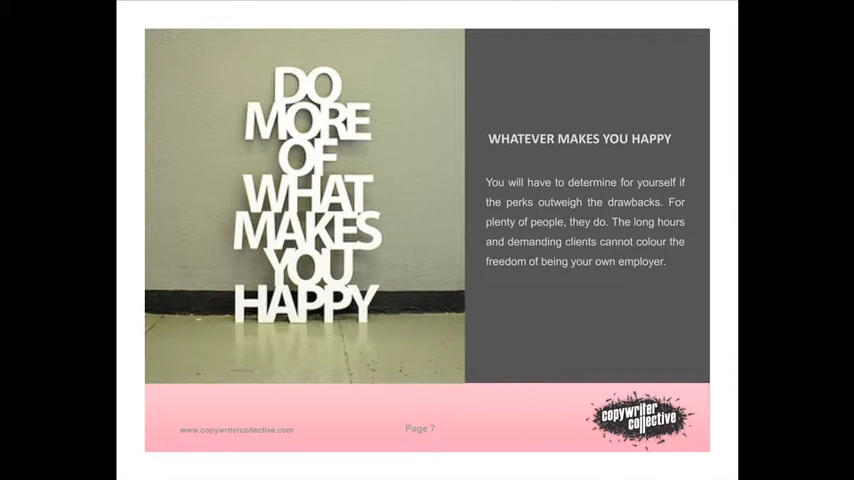 DO
MORE
OF
WHAT
MAKES
YOU
HAPPY
WHATEVER MAKES YOU HAPPY
You will have to determine for yourself if
the perks outweigh the drawbacks. For
plenty of people, they do. The long hours
and demanding clients cannot colour the
freedom of being your own employer.
www.copywritercollective.com
Page 7
copywriter
collective